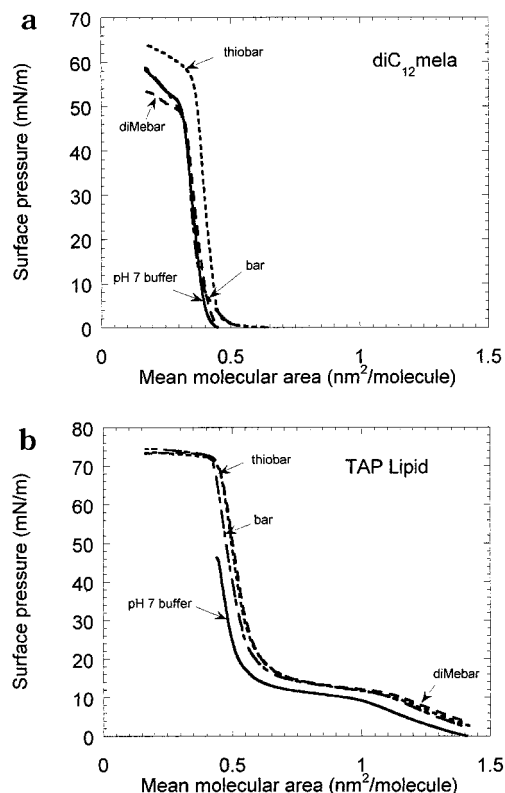 a
70
60
50
40
30
20
10
0
Surface pressure (mN/m)
thiobar
diC₁₂mela
diMebar
pH 7 buffer
bar
0 0.5 1 1.5
Mean molecular area (nm²/molecule)
b
80
70
60
50
40
30
20
10
0
Surface pressure (mN/m)
thiobar
TAP Lipid
bar
pH 7 buffer
diMebar
0 0.5 1 1.5
Mean molecular area (nm²/molecule)